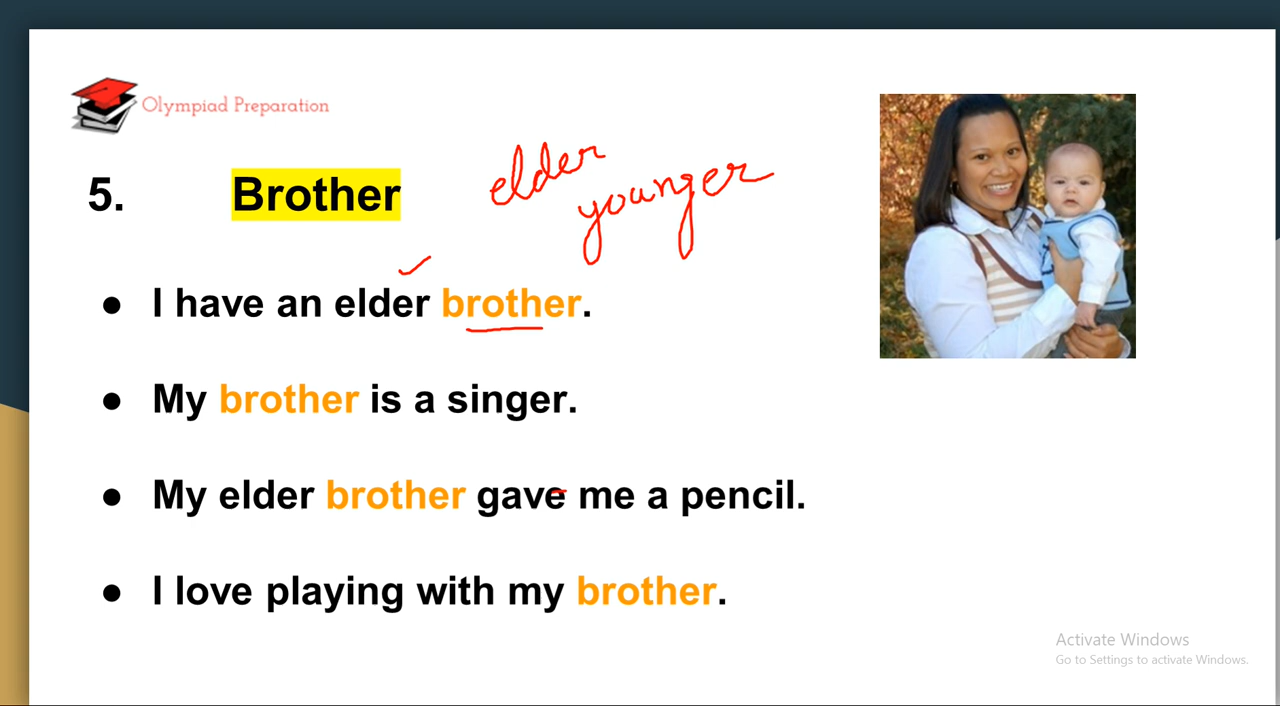 Olympiad Preparation
elder
younger
5. Brother
● I have an elder brother.
● My brother is a singer.
● My elder brother gave me a pencil.
● I love playing with my brother.
Activate Windows
Go to Settings to activate Windows.